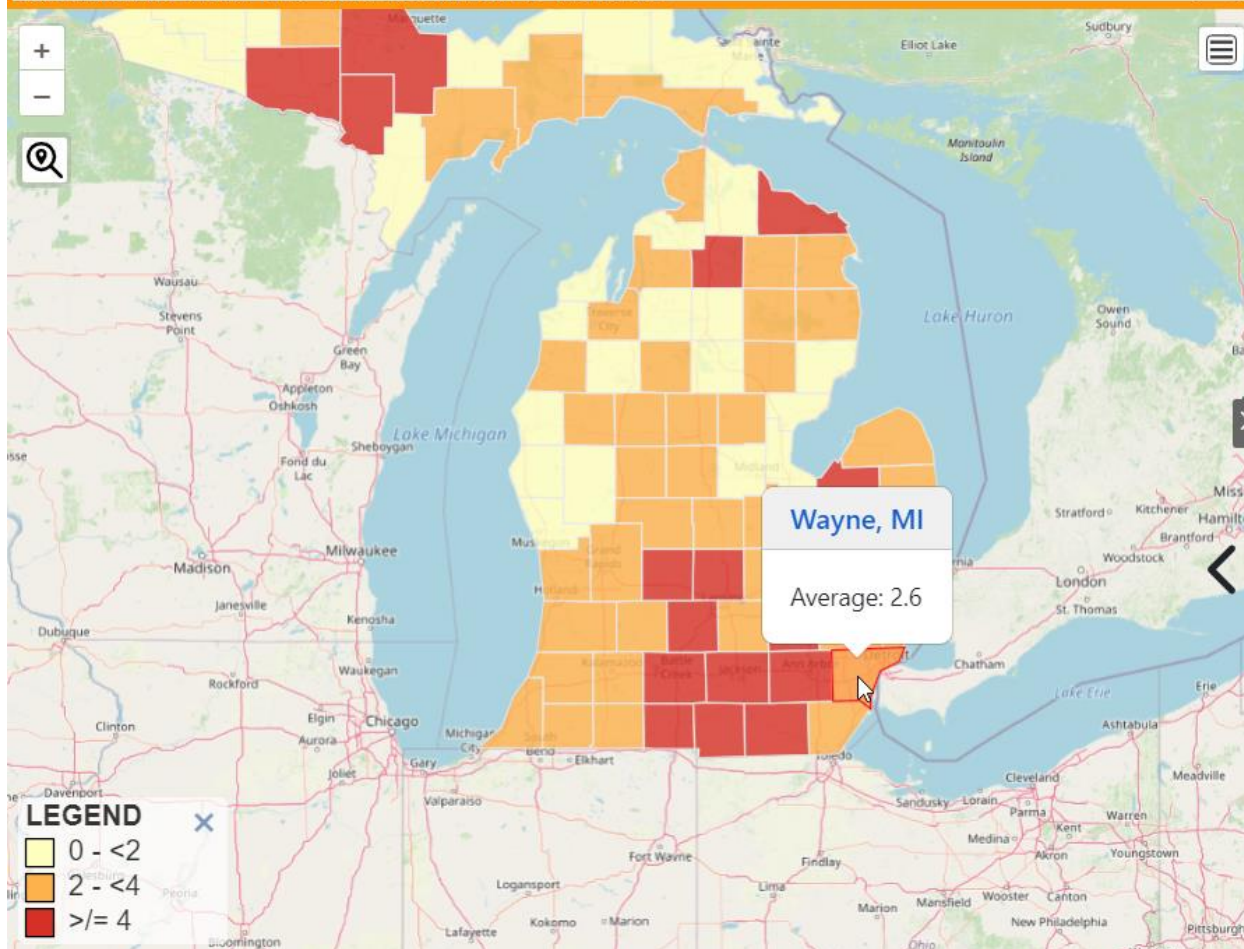 Marquette
Sudbury
Elliot Lake
+
−
Manitoulin
Island
Wausau
Stevens
Point
Traverse
City
Lake Huron
Owen
Sound
Green
Bay
Appleton
Oshkosh
Lake Michigan
Sheboygan
Fond du
Lac
Midland
Wayne, MI
Average: 2.6
Stratford
Kitchener
Hamilt
Brantford
Woodstock
London
St. Thomas
Milwaukee
Madison
Grand
Rapids
Holland
Janesville
Kenosha
Dubuque
Waukegan
Rockford
Kalamazoo
Battle
Creek
Jackson
Ann Arbor
Detroit
Chatham
Lake Erie
Erie
Clinton
Elgin
Chicago
Aurora
Michigan
City
South
Bend
Elkhart
Gary
Joliet
Toledo
Ashtabula
Meadville
Davenport
Valparaiso
Cleveland
Sandusky
Lorain
Parma
Warren
LEGEND
0 - <2
2 - <4
>/= 4
Galesburg
Peoria
Bloomington
Fort Wayne
Findlay
Medina
Kent
Akron
Youngstown
Logansport
Lima
Marion
Mansfield
Wooster
Canton
Lafayette
Kokomo
Marion
New Philadelphia
Pittsburgh
Ohio